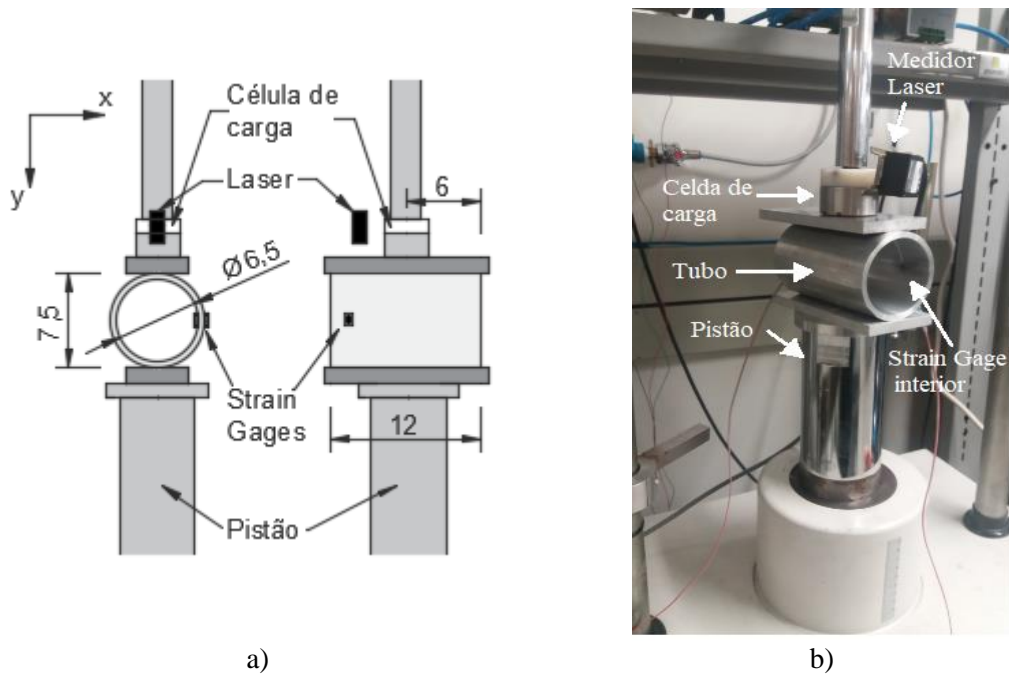 x
y
Célula de
carga
Laser
6
Ø6,5
7,5
Strain
Gages
12
Pistão
a)
Medidor
Laser
Celda de
carga
Tubo
Pistão
Strain Gage
interior
b)